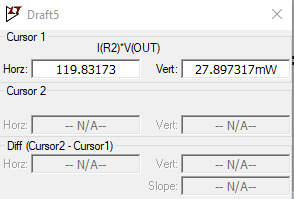 Draft5
Cursor 1
I(R2)*V(OUT)
Horz: 119.83173 Vert: 27.897317mW
Cursor 2
Horz: -- N/A-- Vert: -- N/A--
Diff (Cursor2 - Cursor1)
Horz: -- N/A-- Vert: -- N/A--
Slope: -- N/A--